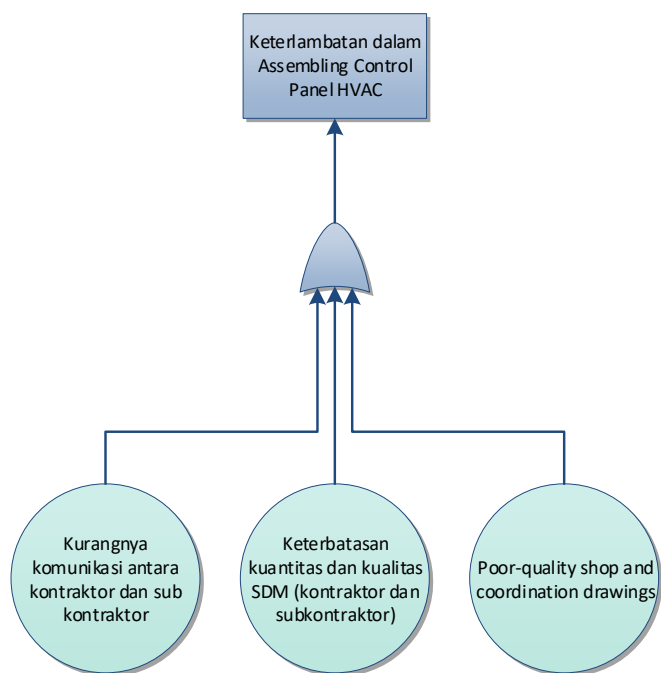 Keterlambatan dalam
Assembling Control
Panel HVAC
Kurangnya
komunikasi antara
kontraktor dan sub
kontraktor
Keterbatasan
kuantitas dan kualitas
SDM (kontraktor dan
subkontraktor)
Poor-quality shop and
coordination drawings